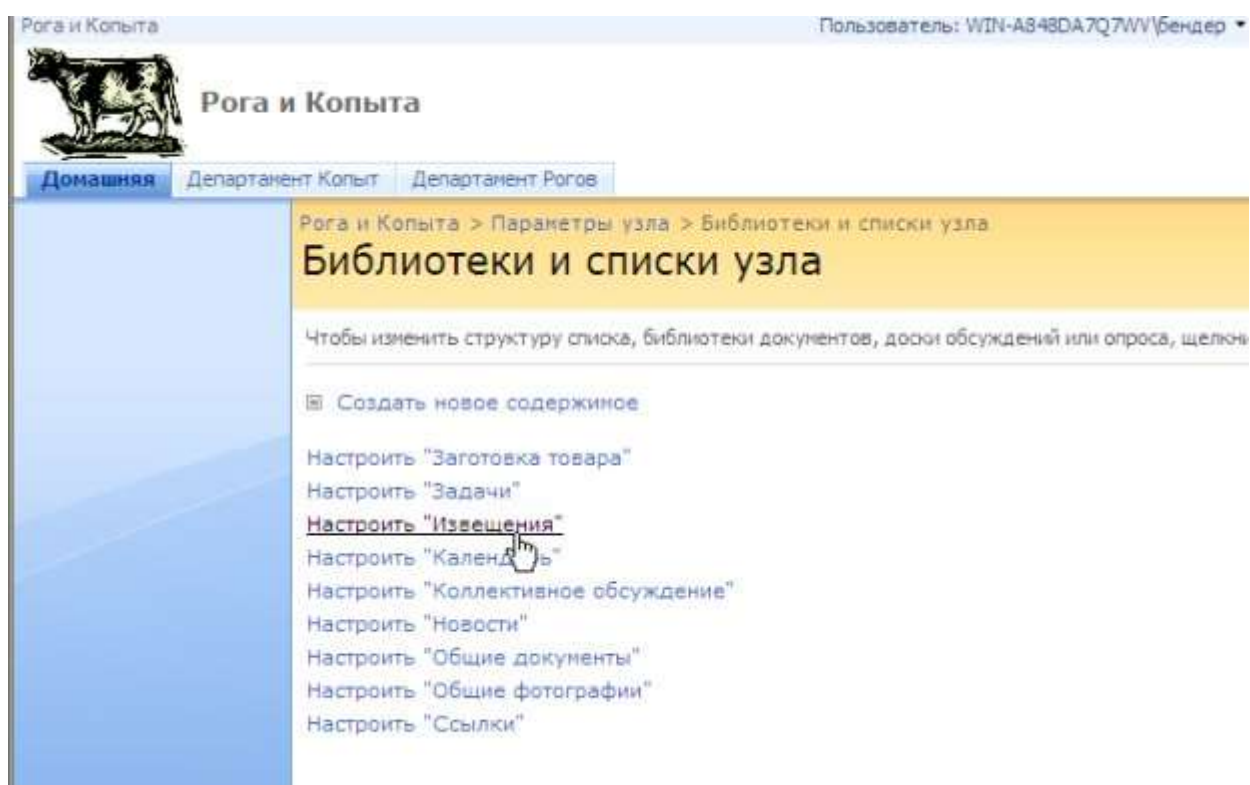 Рога и Копыта
Пользователь: WIN-A848DA7Q7WV\бендер
Рога и Копыта
Домашняя Департамент Копыт Департамент Рогов
Рога и Копыта > Параметры узла > Библиотеки и списки узла
Библиотеки и списки узла
Чтобы изменить структуру списка, библиотеки документов, доски обсуждений или опроса, щелкни
Создать новое содержимое
Настроить "Заготовка товара"
Настроить "Задачи"
Настроить "Извещения"
Настроить "Календарь"
Настроить "Коллективное обсуждение"
Настроить "Новости"
Настроить "Общие документы"
Настроить "Общие фотографии"
Настроить "Ссылки"